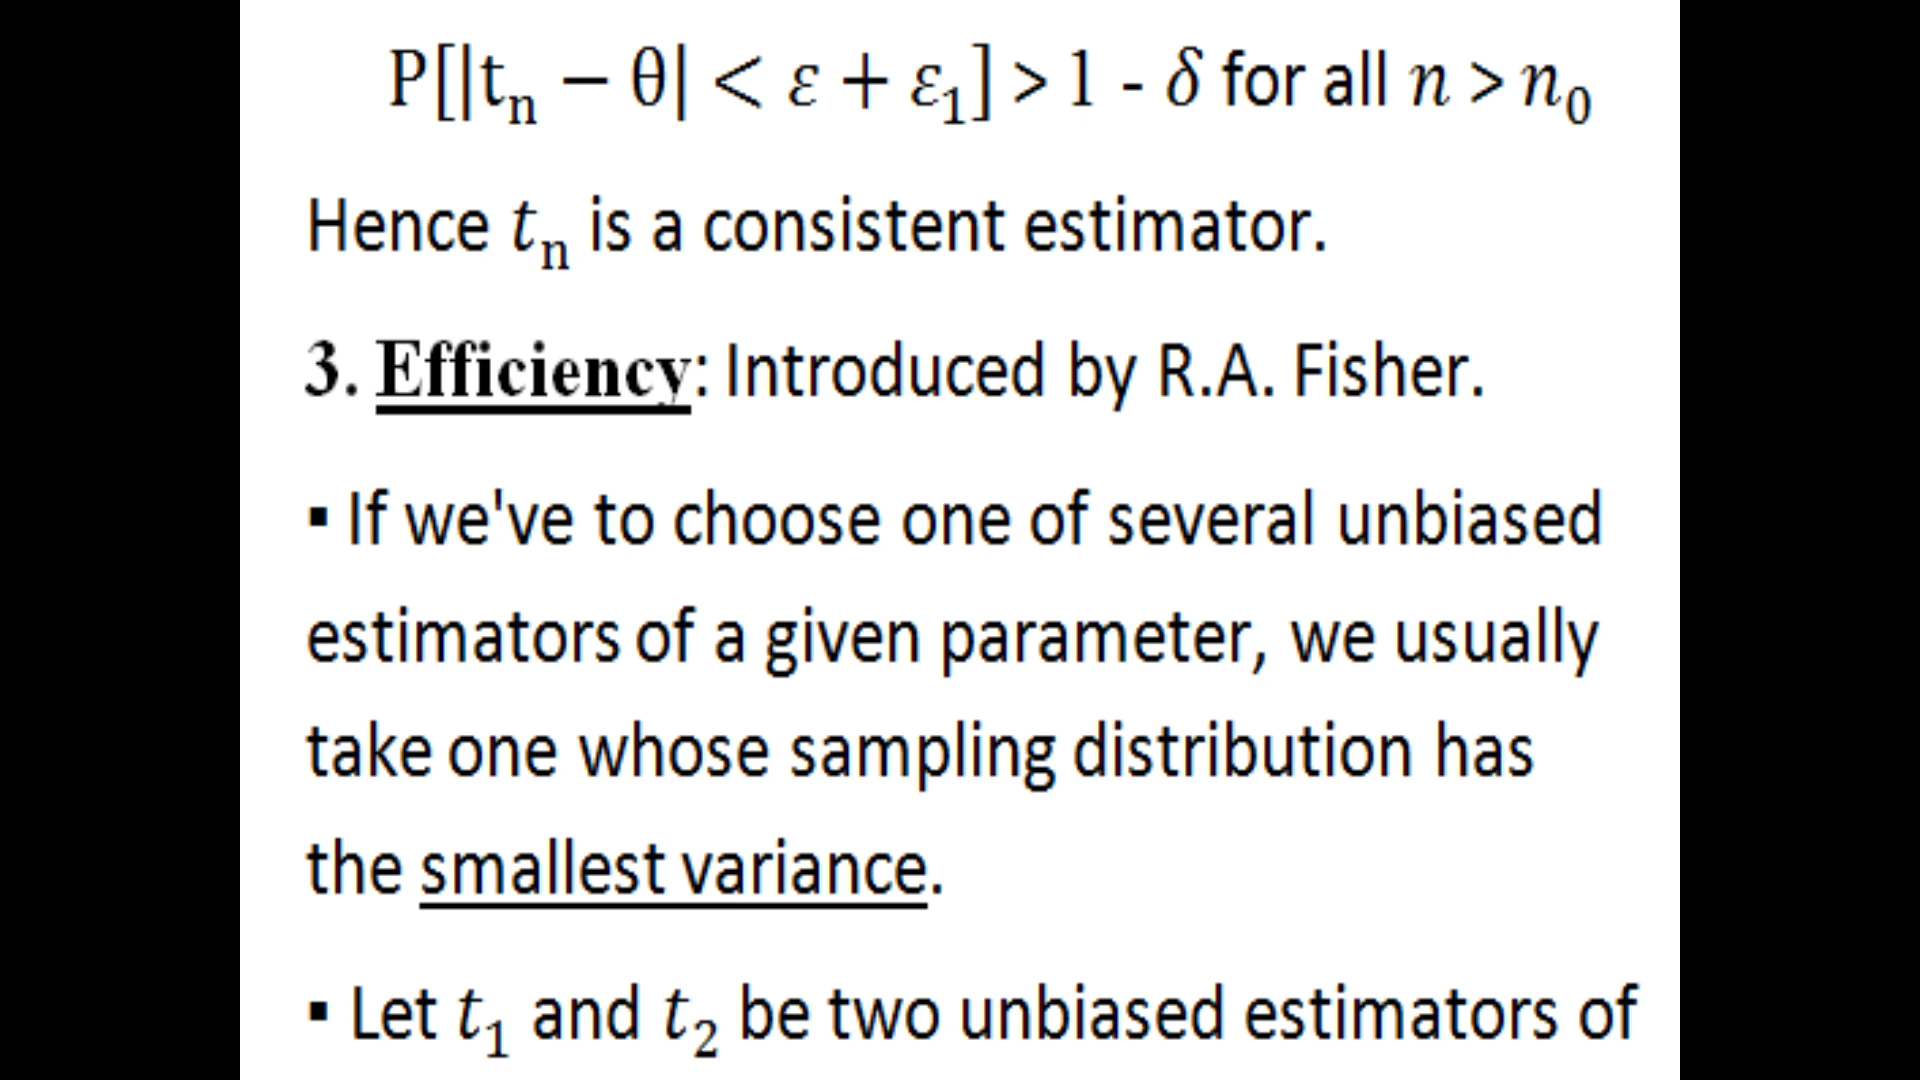 P[|tₙ − θ| < ε + ε₁] > 1 - δ for all n > n₀
Hence tₙ is a consistent estimator.
3. Efficiency: Introduced by R.A. Fisher.
▪ If we've to choose one of several unbiased
estimators of a given parameter, we usually
take one whose sampling distribution has
the smallest variance.
▪ Let t₁ and t₂ be two unbiased estimators of